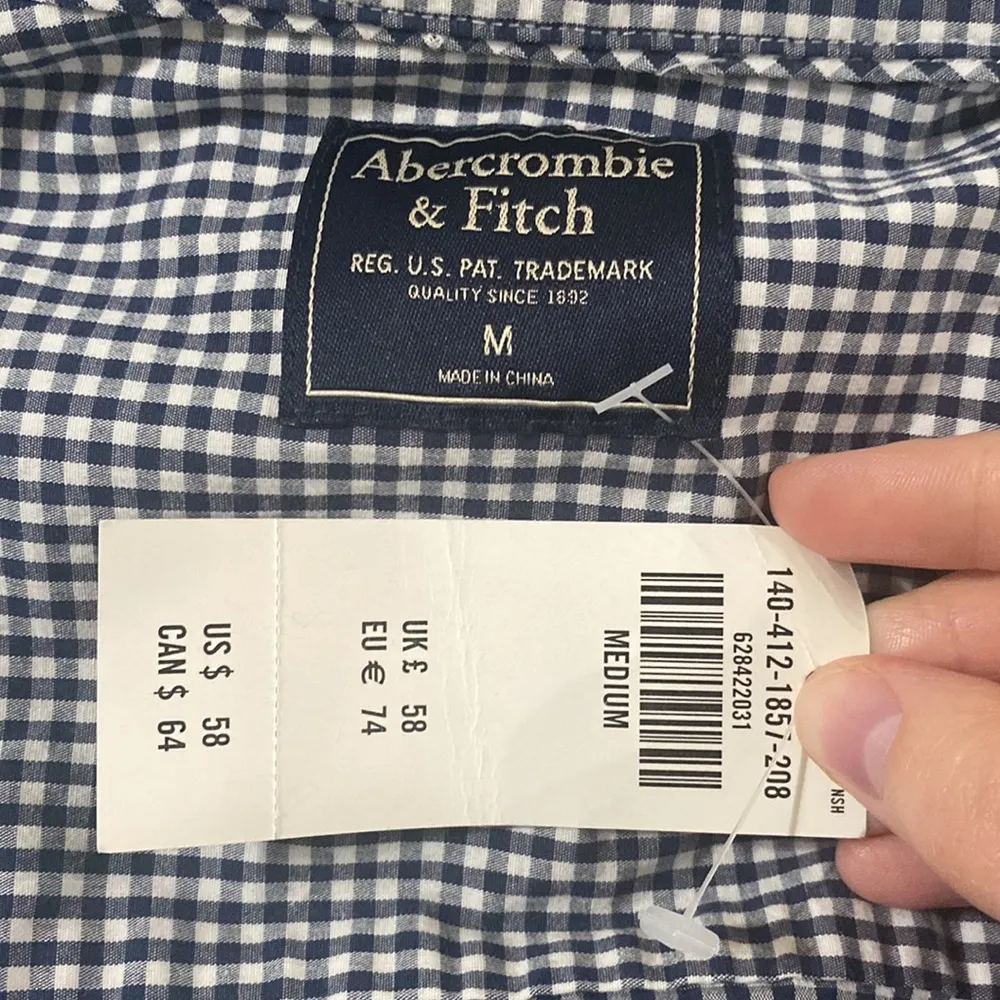 Abercrombie
& Fitch
REG. U.S. PAT. TRADEMARK
QUALITY SINCE 1892
M
MADE IN CHINA
NSH
140-412-1857-208
628422031
MEDIUM
UK £ 58
EU € 74
US $ 58
CAN $ 64